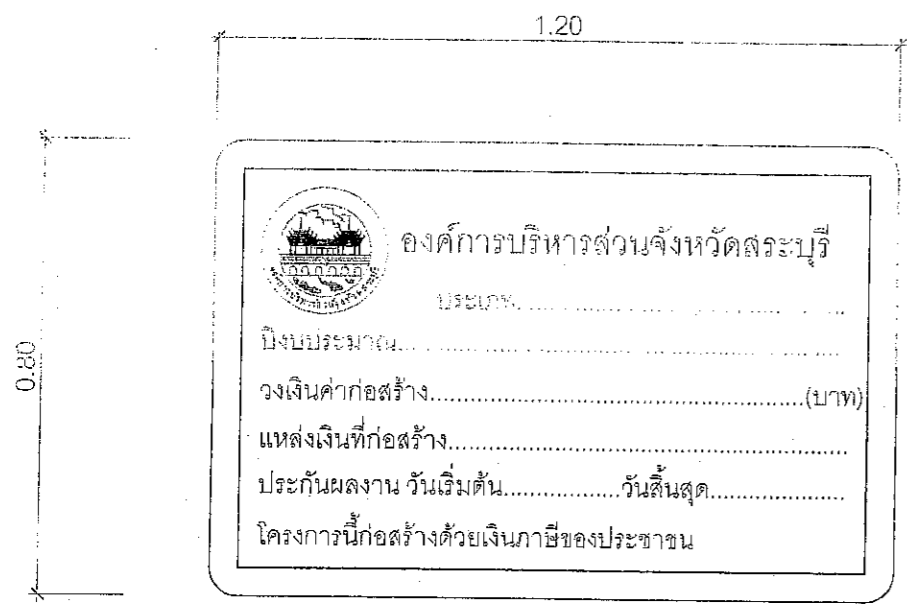 1.20
0.80
องค์การบริหารส่วนจังหวัดสระบุรี
ประเภท..............................
ปีงบประมาณ..............................
วงเงินค่าก่อสร้าง..............................(บาท)
แหล่งเงินที่ก่อสร้าง..............................
ประกันผลงาน วันเริ่มต้น.................วันสิ้นสุด....................
โครงการนี้ก่อสร้างด้วยเงินภาษีของประชาชน